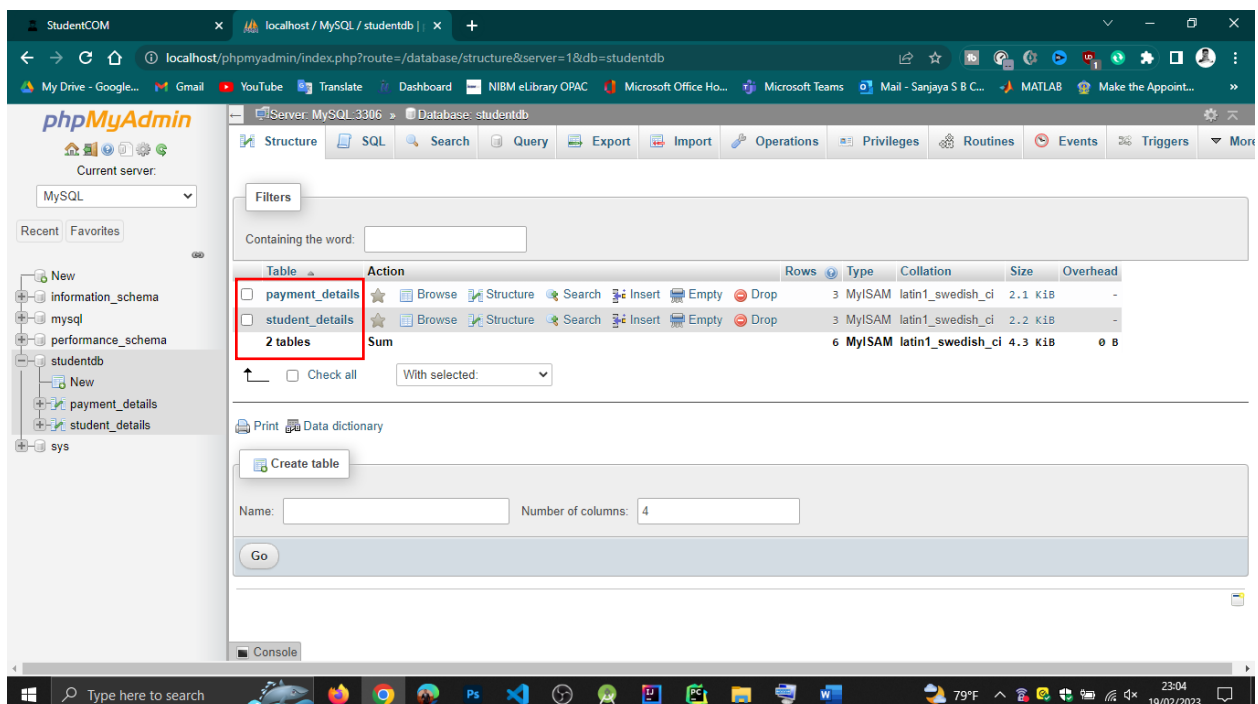 StudentCOM
localhost / MySQL / studentdb |
localhost/phpmyadmin/index.php?route=/database/structure&server=1&db=studentdb
My Drive - Google... Gmail YouTube Translate Dashboard NIBM eLibrary OPAC Microsoft Office Ho... Microsoft Teams Mail - Sanjaya S B C... MATLAB Make the Appoint... »
phpMyAdmin
Current server:
MySQL
Recent Favorites
New
information_schema
mysql
performance_schema
studentdb
New
payment_details
student_details
sys
Server: MySQL:3306 » Database: studentdb
Structure SQL Search Query Export Import Operations Privileges Routines Events Triggers More
Filters
Containing the word:
Table Action Rows Type Collation Size Overhead
payment_details Browse Structure Search Insert Empty Drop 3 MyISAM latin1_swedish_ci 2.1 KiB -
student_details Browse Structure Search Insert Empty Drop 3 MyISAM latin1_swedish_ci 2.2 KiB -
2 tables Sum 6 MyISAM latin1_swedish_ci 4.3 KiB 0 B
Check all With selected:
Print Data dictionary
Create table
Name: Number of columns: 4
Go
Console
Type here to search
Ps
PC
W
79°F
23:04
19/02/2023